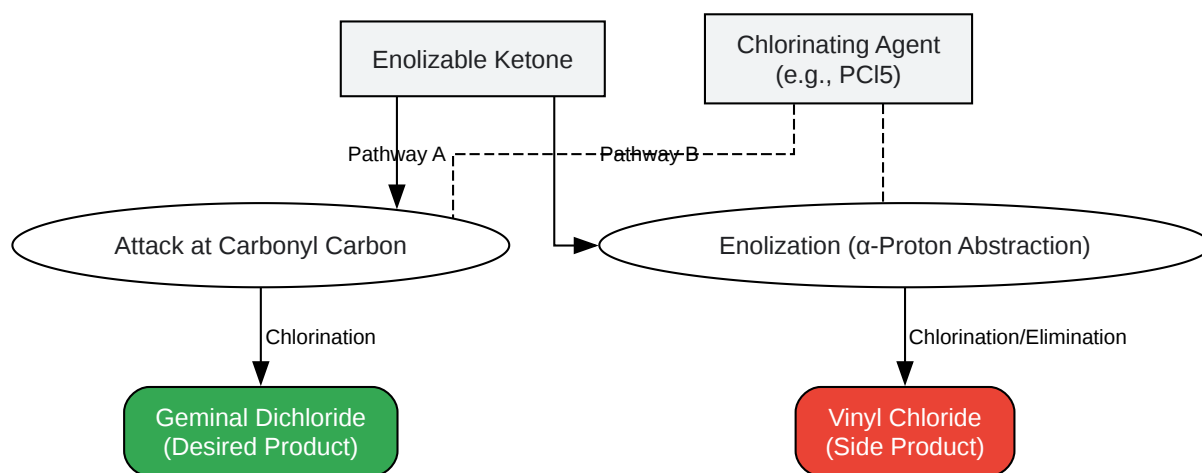 Enolizable Ketone
Chlorinating Agent
(e.g., PCl5)
Pathway A
Pathway B
Attack at Carbonyl Carbon
Enolization (α-Proton Abstraction)
Chlorination
Chlorination/Elimination
Geminal Dichloride
(Desired Product)
Vinyl Chloride
(Side Product)